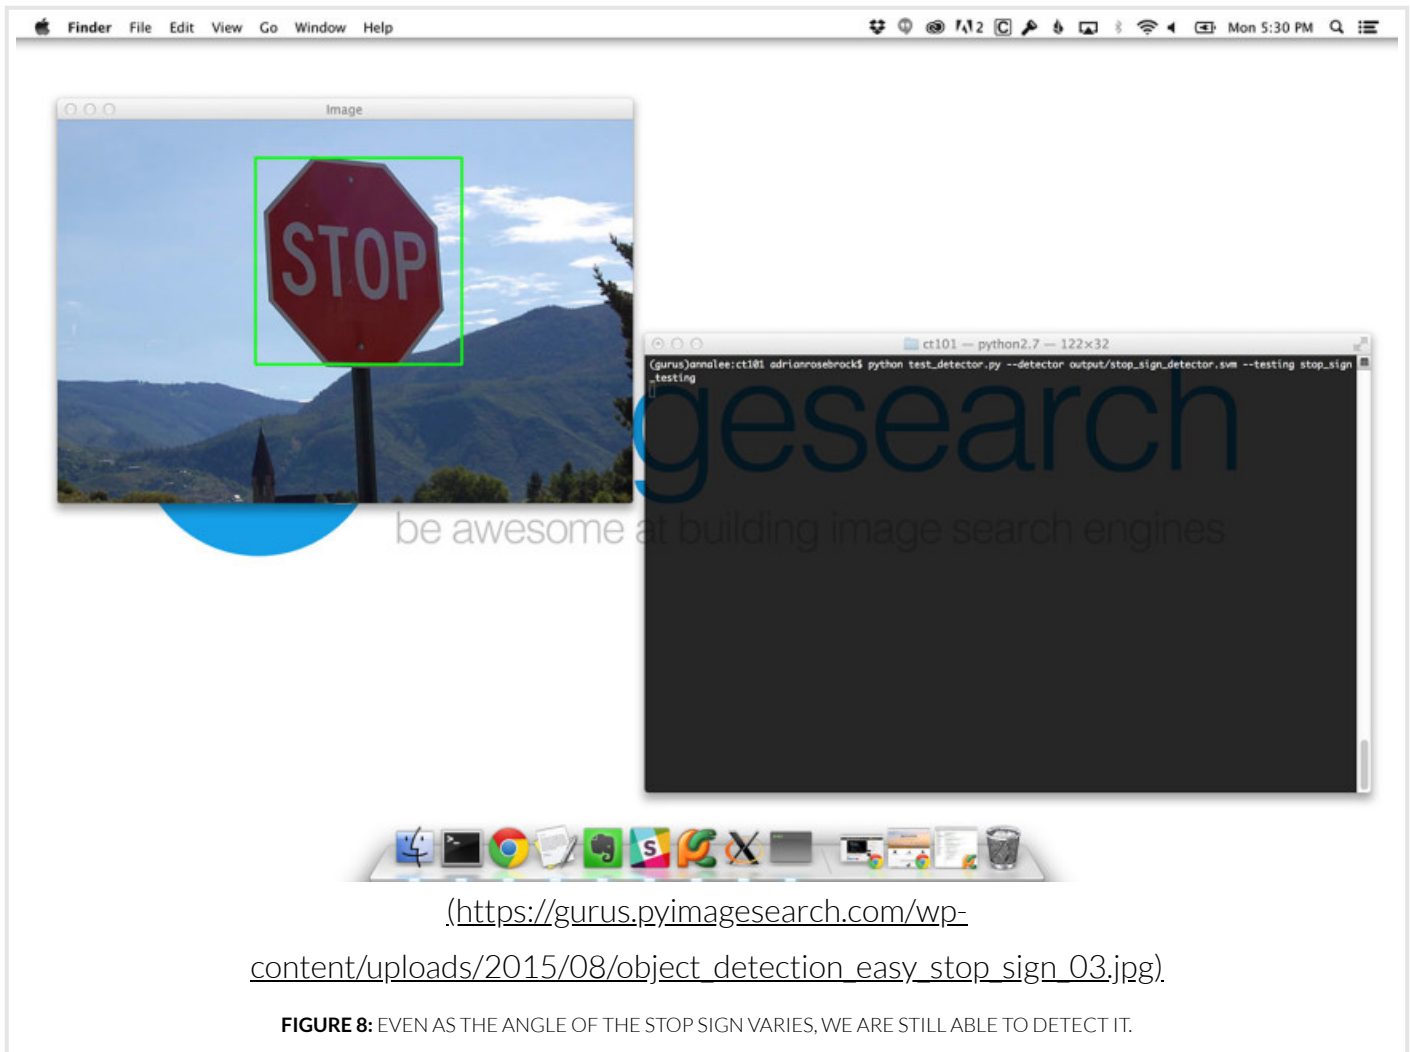 Finder File Edit View Go Window Help
2 Mon 5:30 PM
Image
STOP
ct101 — python2.7 — 122×32
(gurus)annalee:ct101 adrianrosebrock$ python test_detector.py --detector output/stop_sign_detector.svm --testing stop_sign
_testing
gesearch
be awesome at building image search engines
(https://gurus.pyimagesearch.com/wp-
content/uploads/2015/08/object_detection_easy_stop_sign_03.jpg)
FIGURE 8: EVEN AS THE ANGLE OF THE STOP SIGN VARIES, WE ARE STILL ABLE TO DETECT IT.